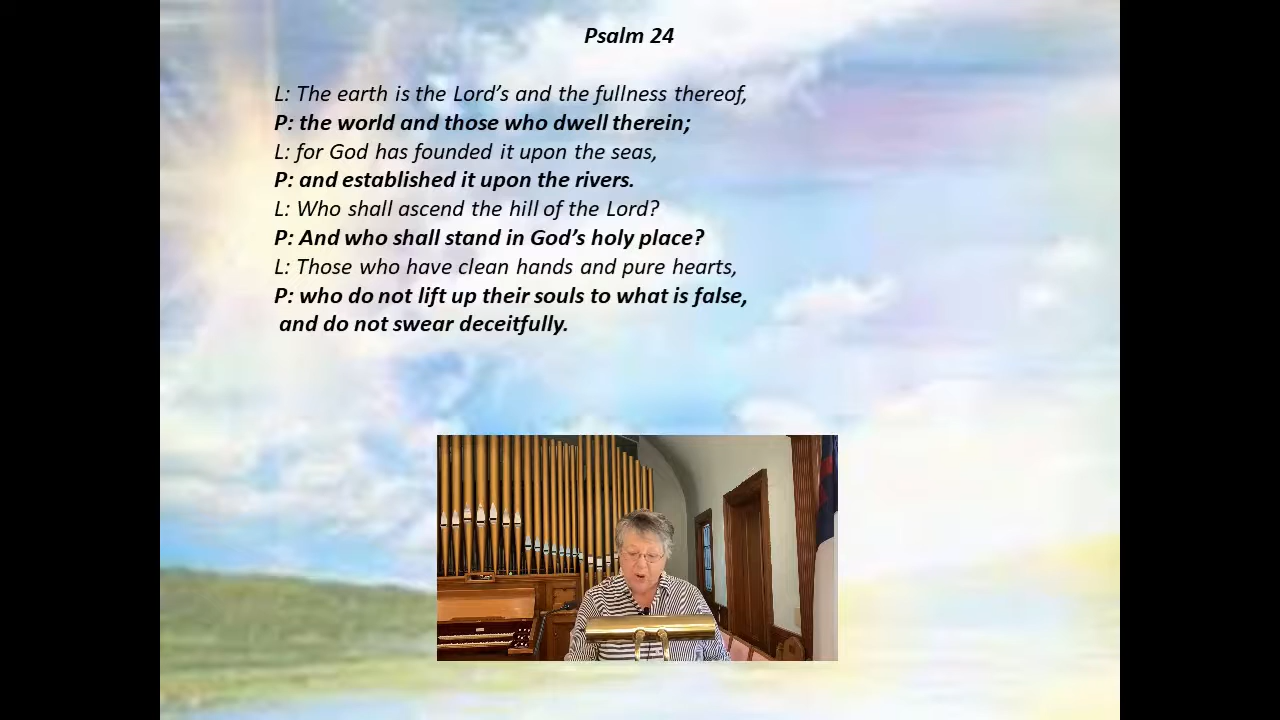 Psalm 24
L: The earth is the Lord’s and the fullness thereof,
P: the world and those who dwell therein;
L: for God has founded it upon the seas,
P: and established it upon the rivers.
L: Who shall ascend the hill of the Lord?
P: And who shall stand in God’s holy place?
L: Those who have clean hands and pure hearts,
P: who do not lift up their souls to what is false,
and do not swear deceitfully.